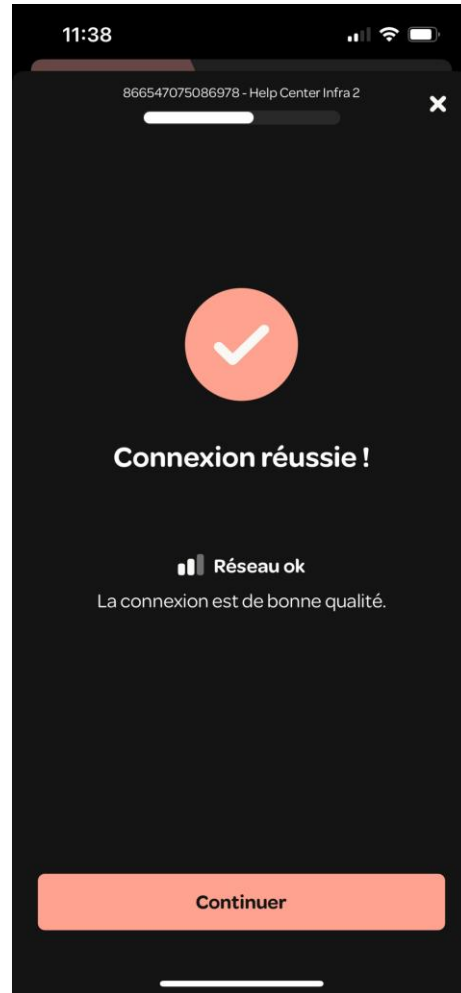 11:38
866547075086978 - Help Center Infra 2
Connexion réussie !
Réseau ok
La connexion est de bonne qualité.
Continuer